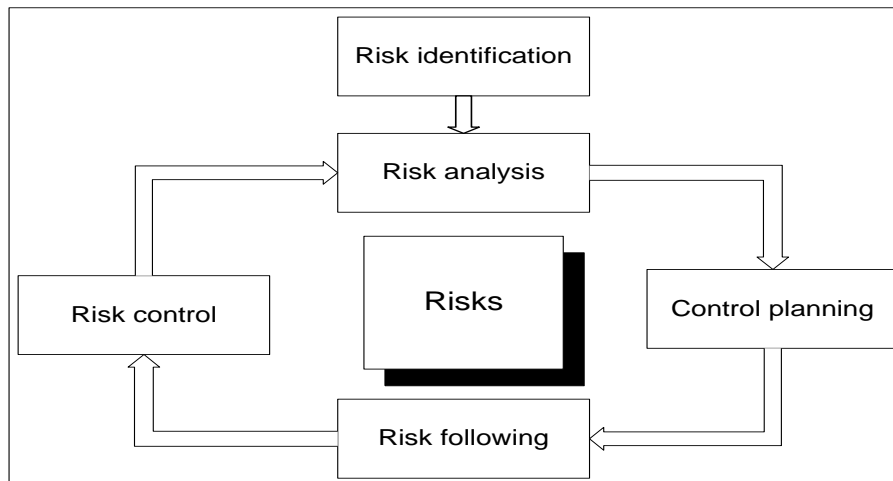 Risk identification
Risk analysis
Risk control
Risks
Control planning
Risk following